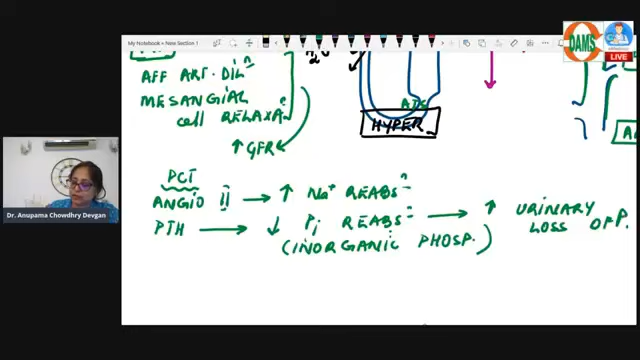 My Notebook > New Section 1
DAMS
LIVE
AFF ART. DILⁿ
MESANGIAL
cell RELAXAⁿ
↑ GFR
ADS
HYPER
PCT
ANGIO II → ↑ Na⁺ REABSⁿ
PTH → ↓ Pi REABSⁿ → ↑ URINARY
LOSS OF P.
(INORGANIC PHOSP.)
Dr. Anupama Chowdhry Devgan